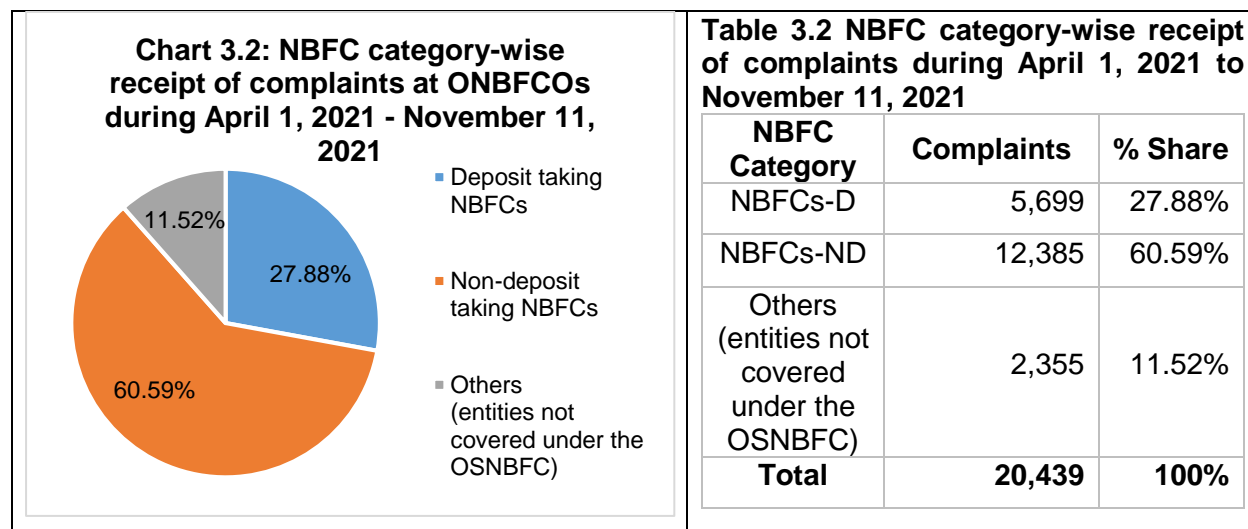 Chart 3.2: NBFC category-wise
receipt of complaints at ONBFCOs
during April 1, 2021 - November 11,
2021
11.52%
27.88%
60.59%
Deposit taking
NBFCs
Non-deposit
taking NBFCs
Others
(entities not
covered under the
OSNBFC)
Table 3.2 NBFC category-wise receipt
of complaints during April 1, 2021 to
November 11, 2021
NBFC
Category
Complaints
% Share
NBFCs-D 5,699 27.88%
NBFCs-ND 12,385 60.59%
Others
(entities not
covered
under the
OSNBFC)
2,355 11.52%
Total 20,439 100%